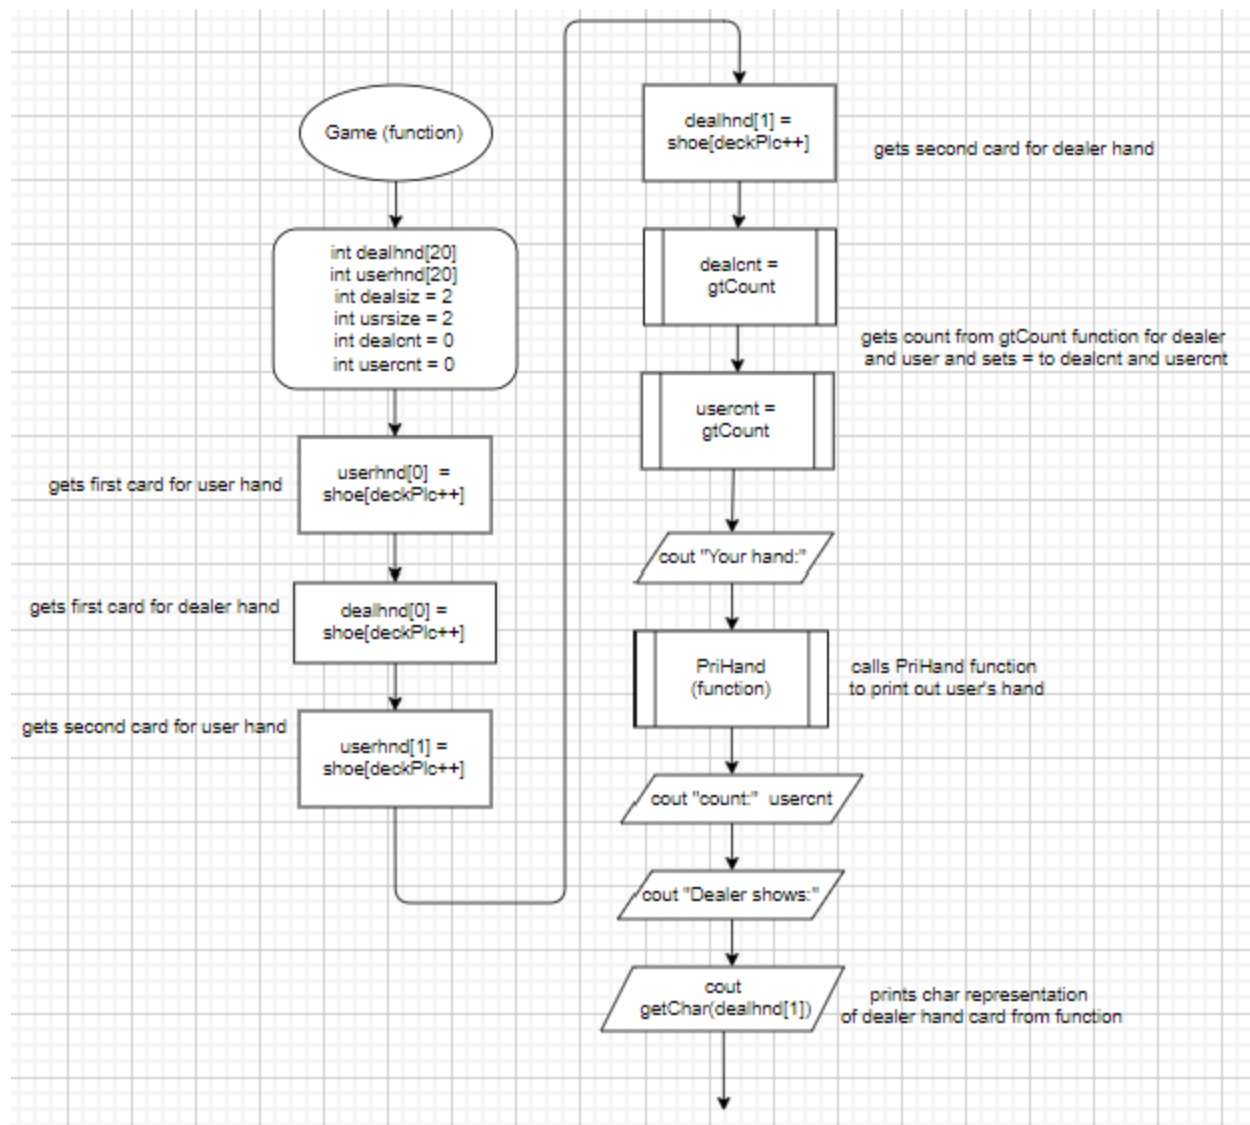 Game (function)
int dealhnd[20]
int userhnd[20]
int dealsiz = 2
int usrsize = 2
int dealcnt = 0
int usercnt = 0
gets first card for user hand
userhnd[0] =
shoe[deckPlc++]
gets first card for dealer hand
dealhnd[0] =
shoe[deckPlc++]
gets second card for user hand
userhnd[1] =
shoe[deckPlc++]
dealhnd[1] =
shoe[deckPlc++]
gets second card for dealer hand
dealcnt =
gtCount
gets count from gtCount function for dealer
and user and sets = to dealcnt and usercnt
usercnt =
gtCount
cout "Your hand:"
PriHand
(function)
calls PriHand function
to print out user's hand
cout "count:" usercnt
cout "Dealer shows:"
cout
getChar(dealhnd[1])
prints char representation
of dealer hand card from function